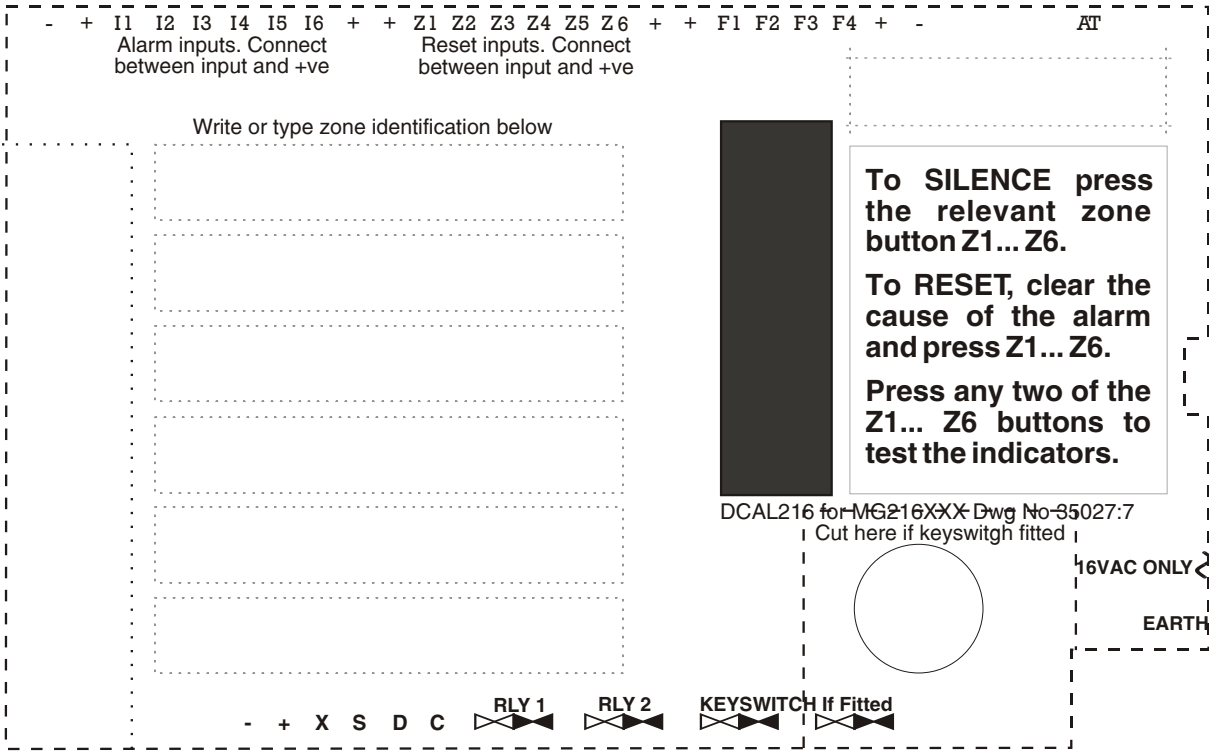 - + I1 I2 I3 I4 I5 I6 + + Z1 Z2 Z3 Z4 Z5 Z6 + + F1 F2 F3 F4 + - AT
Alarm inputs. Connect
between input and +ve
Reset inputs. Connect
between input and +ve
Write or type zone identification below
To SILENCE press
the relevant zone
button Z1... Z6.
To RESET, clear the
cause of the alarm
and press Z1... Z6.
Press any two of the
Z1... Z6 buttons to
test the indicators.
DCAL216 for MG216XXX Dwg No 35027:7
Cut here if keyswitgh fitted
16VAC ONLY
EARTH
RLY 1 RLY 2 KEYSWITCH If Fitted
- + X S D C